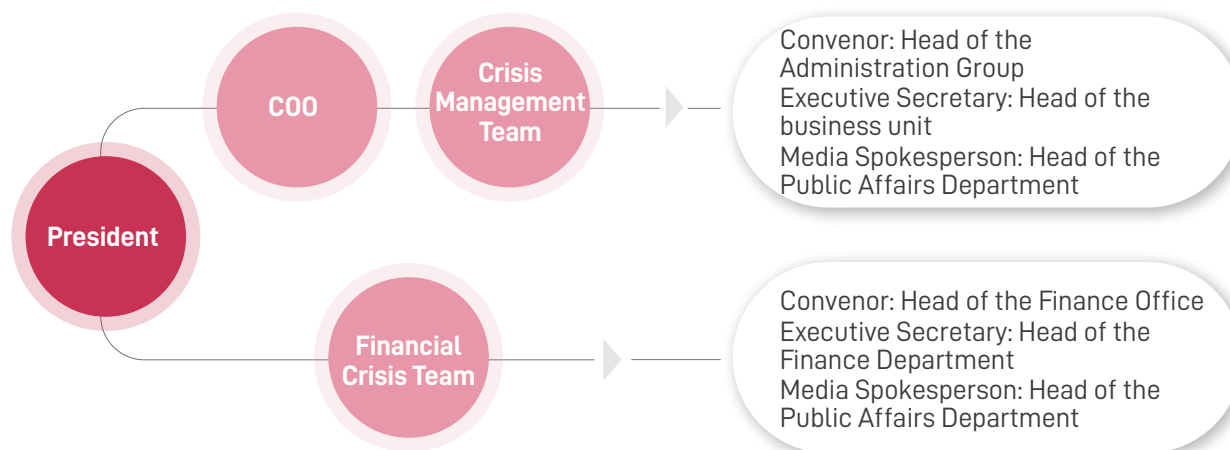 COO
Crisis
Management
Team
Convenor: Head of the
Administration Group
Executive Secretary: Head of the
business unit
Media Spokesperson: Head of the
Public Affairs Department
President
Financial
Crisis Team
Convenor: Head of the Finance Office
Executive Secretary: Head of the
Finance Department
Media Spokesperson: Head of the
Public Affairs Department